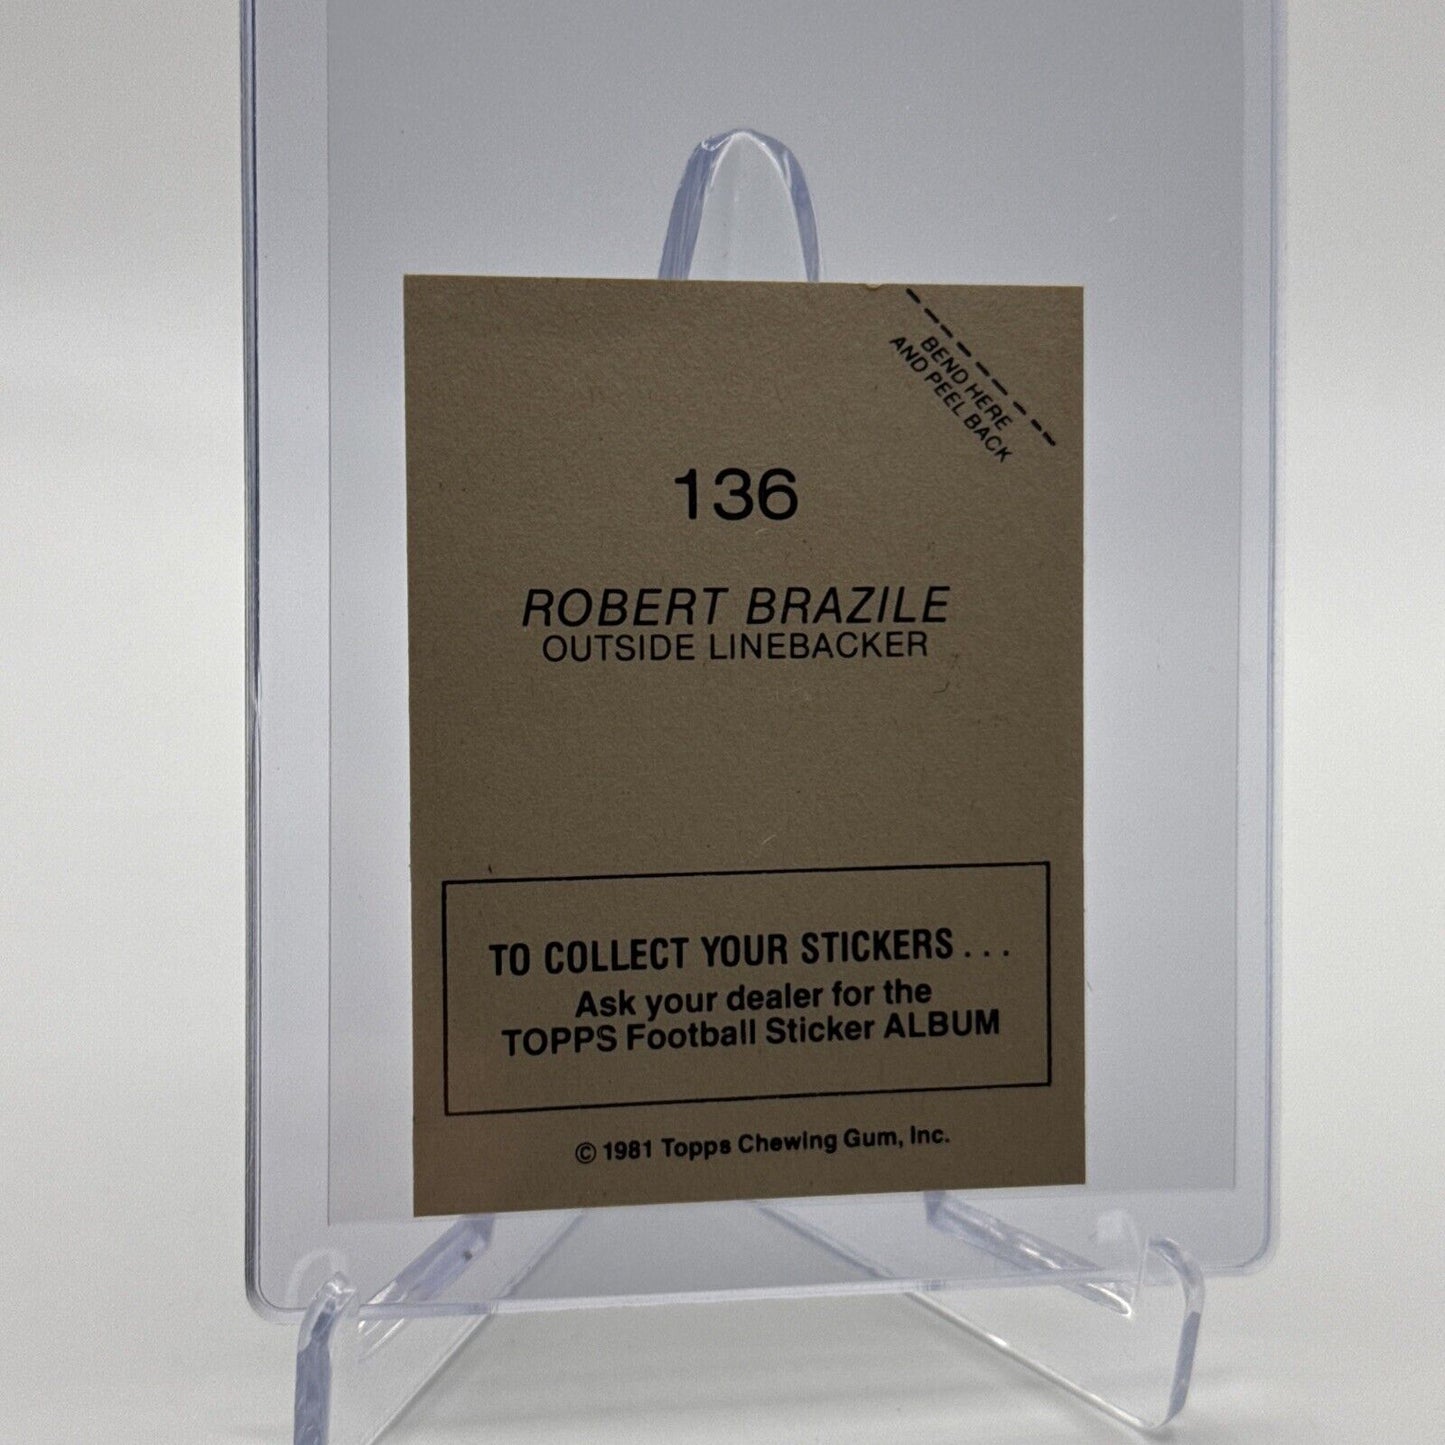 BEND HERE
AND PEEL BACK
136
ROBERT BRAZILE
OUTSIDE LINEBACKER
TO COLLECT YOUR STICKERS . . .
Ask your dealer for the
TOPPS Football Sticker ALBUM
© 1981 Topps Chewing Gum, Inc.